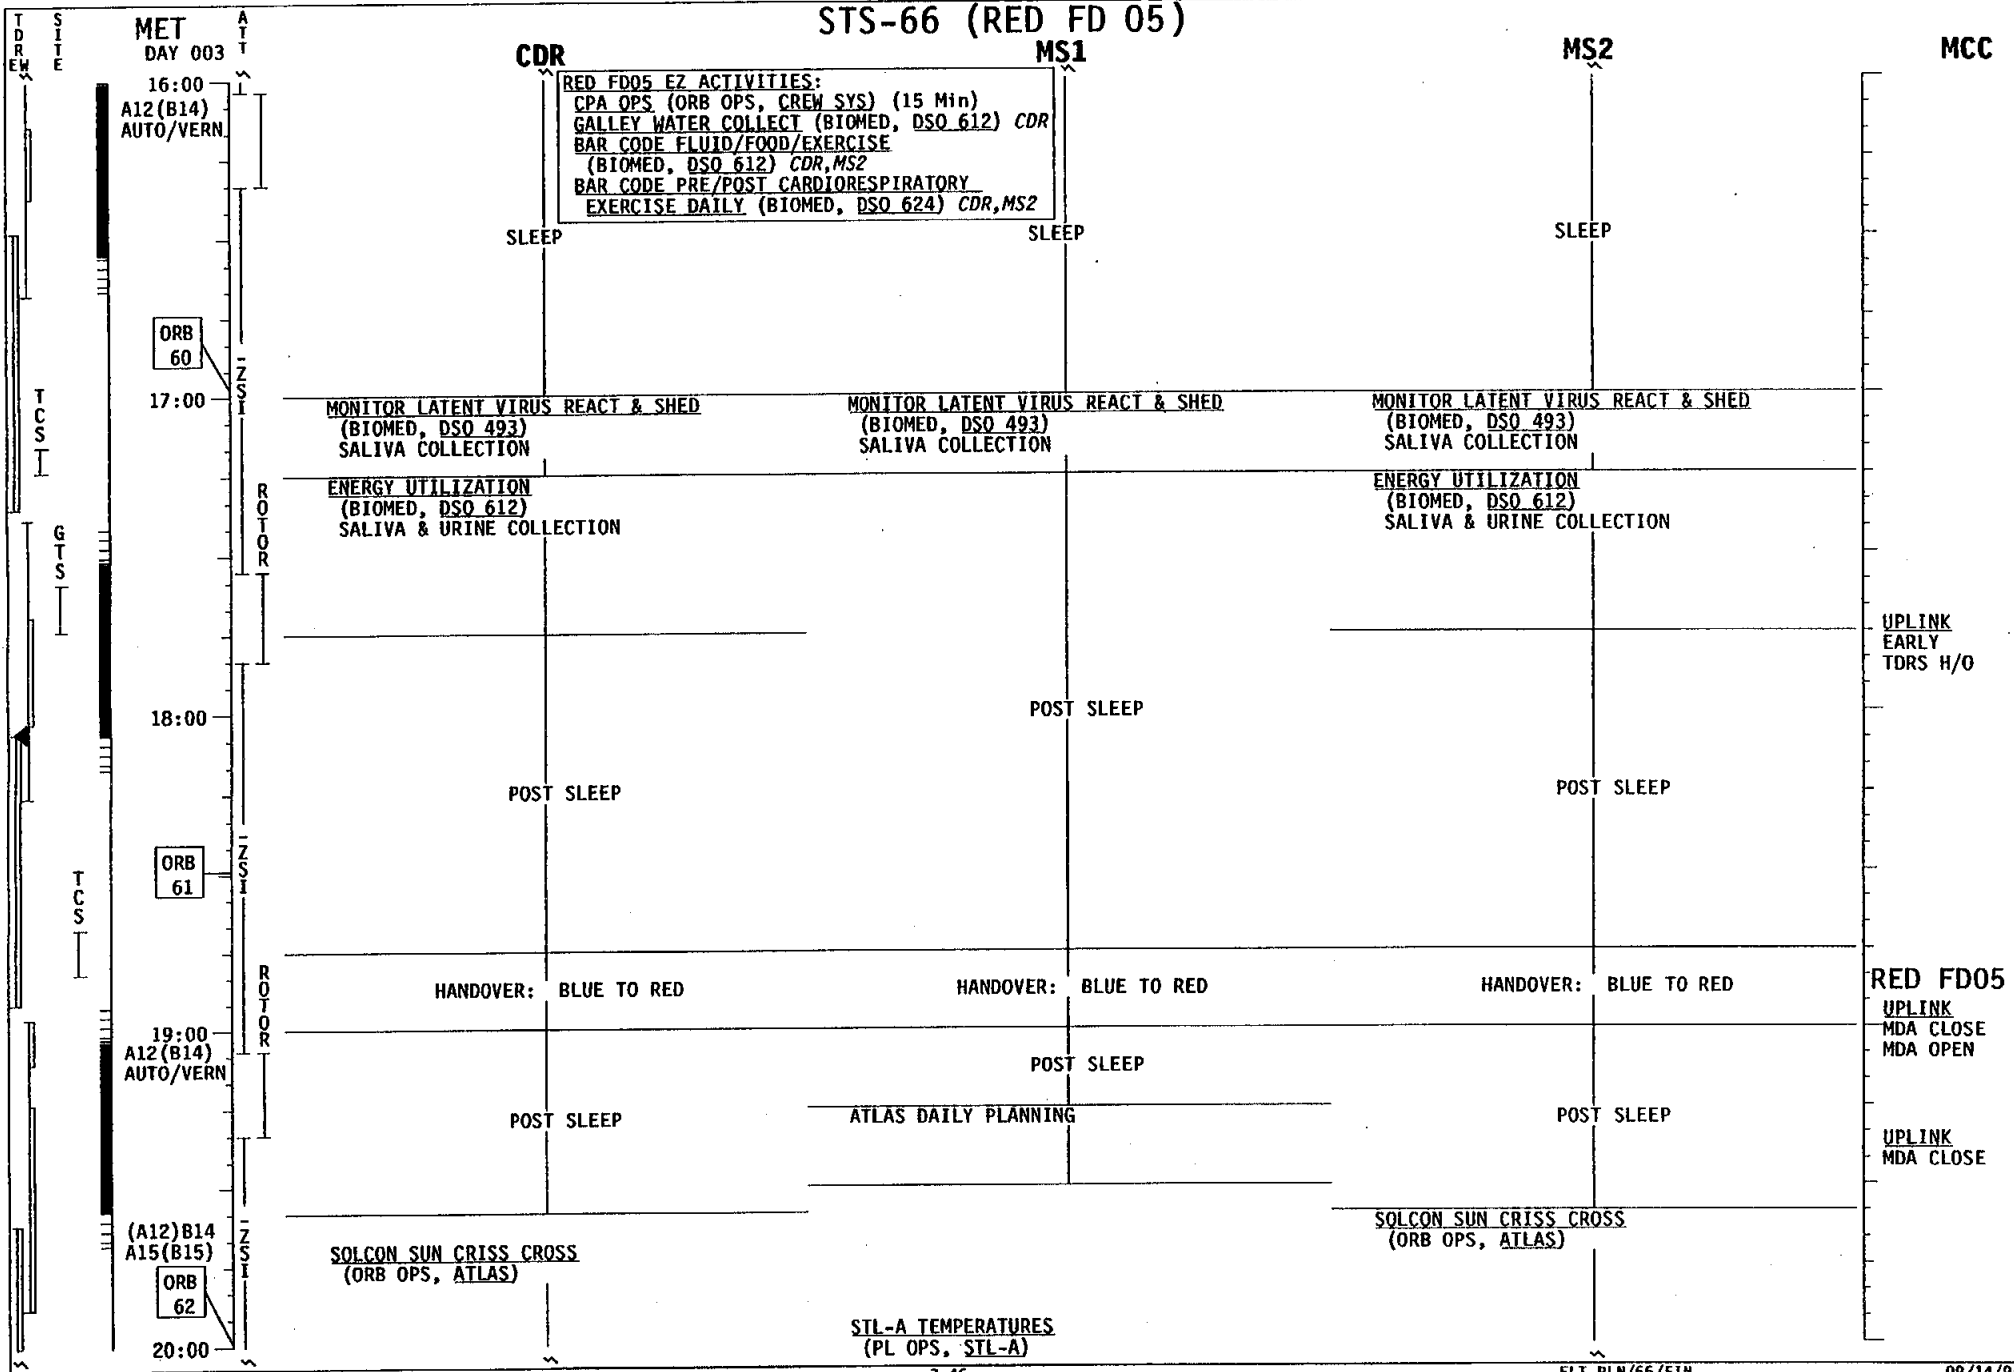 STS-66 (RED FD 05)
TDRS
E W
SITE
MET
DAY 003
ATT
CDR
MS1
MS2
MCC
RED FD05 EZ ACTIVITIES:
CPA OPS (ORB OPS, CREW SYS) (15 Min)
GALLEY WATER COLLECT (BIOMED, DSO 612) CDR
BAR CODE FLUID/FOOD/EXERCISE
(BIOMED, DSO 612) CDR,MS2
BAR CODE PRE/POST CARDIORESPIRATORY
EXERCISE DAILY (BIOMED, DSO 624) CDR,MS2
16:00
A12(B14)
AUTO/VERN
SLEEP
SLEEP
SLEEP
ORB
60
-ZSI
TCS
17:00
MONITOR LATENT VIRUS REACT & SHED
(BIOMED, DSO 493)
SALIVA COLLECTION
MONITOR LATENT VIRUS REACT & SHED
(BIOMED, DSO 493)
SALIVA COLLECTION
MONITOR LATENT VIRUS REACT & SHED
(BIOMED, DSO 493)
SALIVA COLLECTION
ENERGY UTILIZATION
(BIOMED, DSO 612)
SALIVA & URINE COLLECTION
ENERGY UTILIZATION
(BIOMED, DSO 612)
SALIVA & URINE COLLECTION
ROTOR
GTS
UPLINK
EARLY
TDRS H/O
18:00
POST SLEEP
POST SLEEP
POST SLEEP
ORB
61
-ZSI
TCS
ROTOR
HANDOVER: BLUE TO RED
HANDOVER: BLUE TO RED
HANDOVER: BLUE TO RED
RED FD05
UPLINK
MDA CLOSE
MDA OPEN
19:00
A12(B14)
AUTO/VERN
POST SLEEP
POST SLEEP
ATLAS DAILY PLANNING
POST SLEEP
UPLINK
MDA CLOSE
(A12)B14
A15(B15)
-ZSI
SOLCON SUN CRISS CROSS
(ORB OPS, ATLAS)
SOLCON SUN CRISS CROSS
(ORB OPS, ATLAS)
ORB
62
STL-A TEMPERATURES
(PL OPS, STL-A)
20:00
FLT PLN/66/FIN